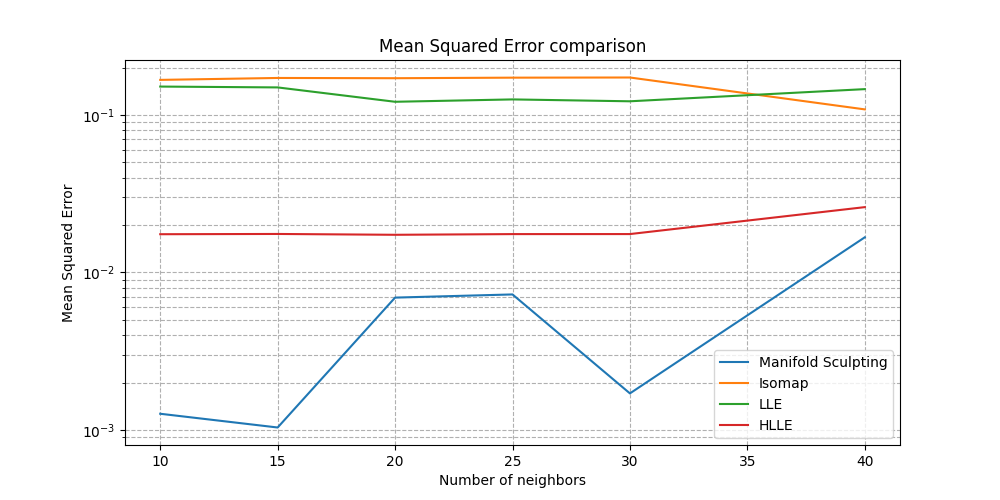 Mean Squared Error comparison
Mean Squared Error
10⁻¹
10⁻²
10⁻³
10 15 20 25 30 35 40
Number of neighbors
Manifold Sculpting
Isomap
LLE
HLLE